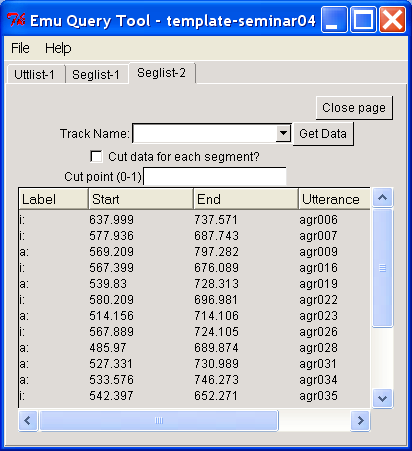 Emu Query Tool - template-seminar04
File Help
Uttlist-1 Seglist-1 Seglist-2
Close page
Track Name: Get Data
Cut data for each segment?
Cut point (0-1)
Label Start End Utterance
i: 637.999 737.571 agr006
i: 577.936 687.743 agr007
a: 569.209 797.282 agr009
i: 567.399 676.089 agr016
a: 539.83 728.313 agr019
i: 580.209 696.981 agr022
a: 514.156 714.106 agr023
i: 567.889 724.105 agr026
a: 485.97 689.874 agr028
a: 527.331 730.989 agr031
a: 533.576 746.273 agr034
i: 542.397 652.271 agr035